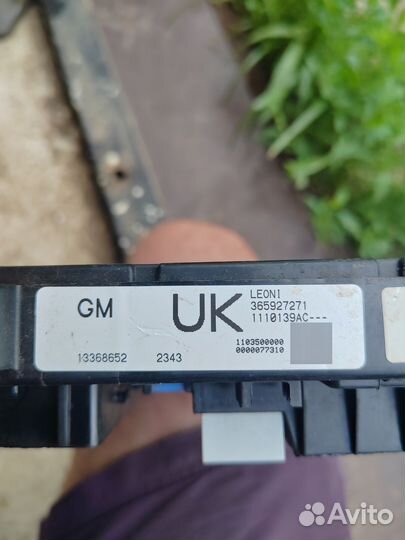 GM
UK
LEONI
365927271
1110139AC---
13368652 2343
1103500000
0000077310
Avito